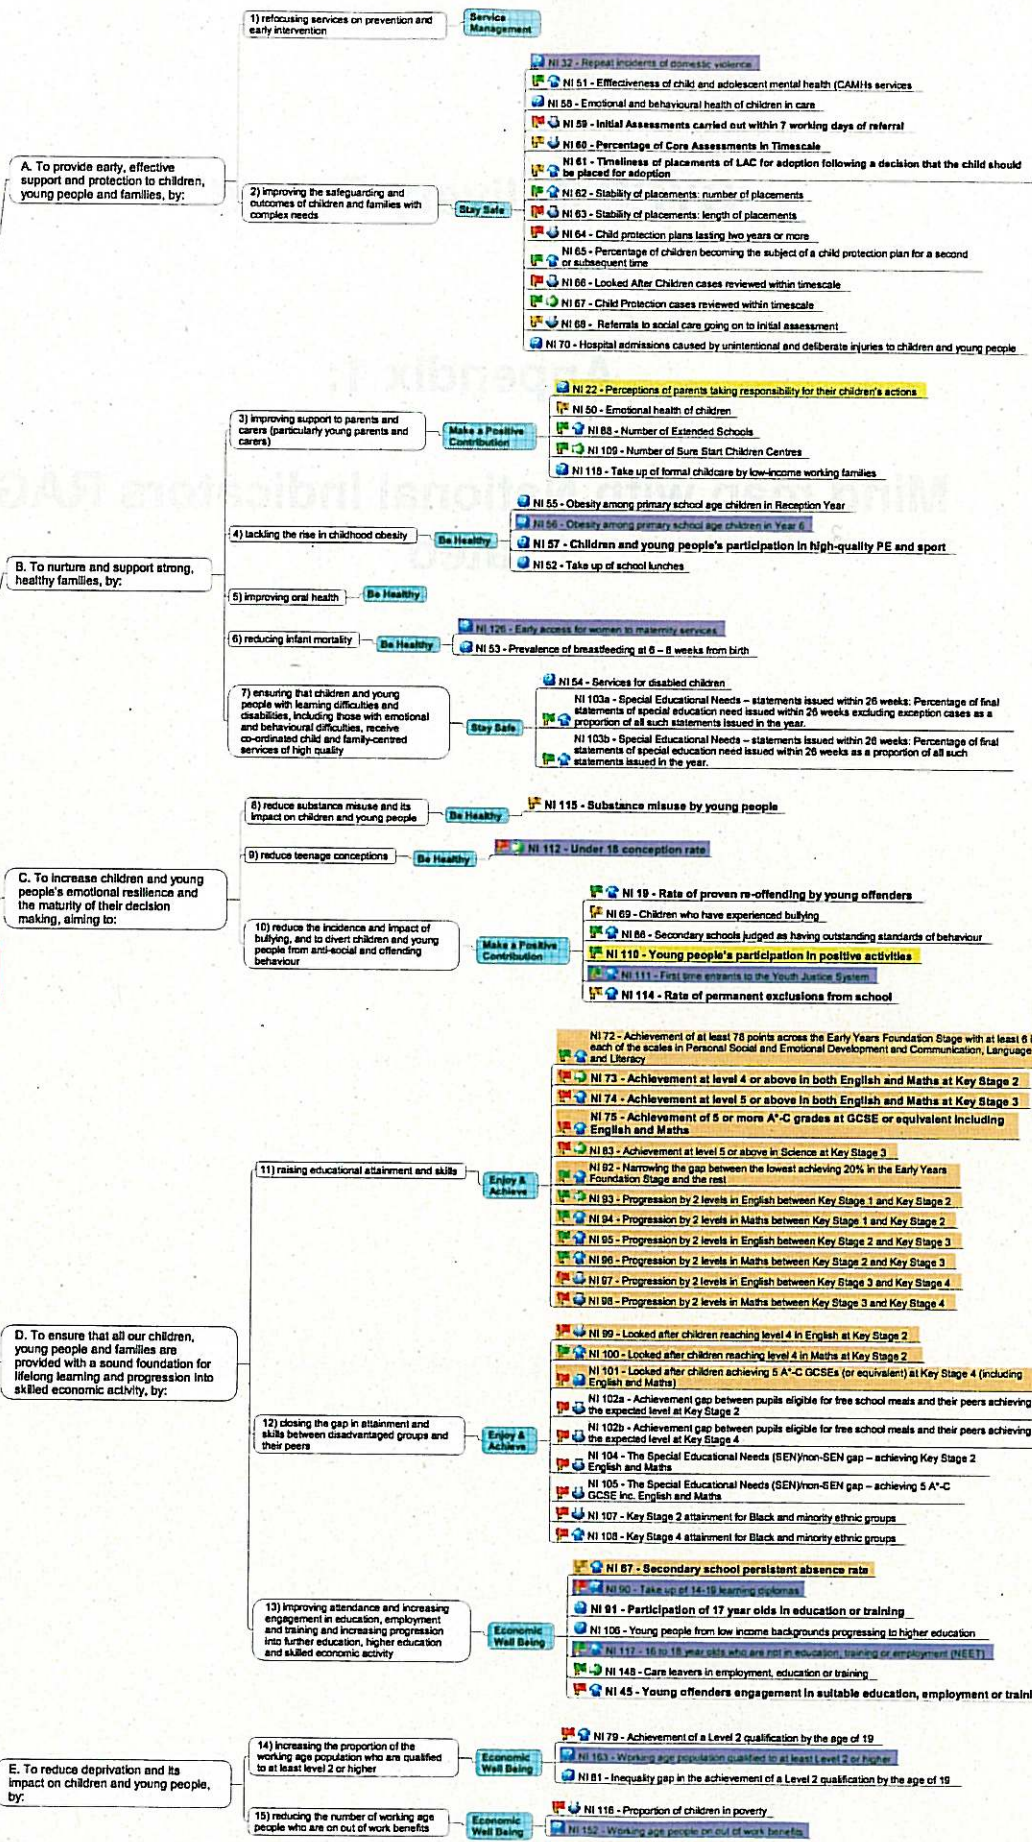 1) refocusing services on prevention and
early intervention
Service
Management
A. To provide early, effective
support and protection to children,
young people and families, by:
2) improving the safeguarding and
outcomes of children and families with
complex needs
Stay Safe
NI 32 - Repeat incidents of domestic violence
NI 51 - Effectiveness of child and adolescent mental health (CAMHs services
NI 58 - Emotional and behavioural health of children in care
NI 59 - Initial Assessments carried out within 7 working days of referral
NI 60 - Percentage of Core Assessments in Timescale
NI 61 - Timeliness of placements of LAC for adoption following a decision that the child should
be placed for adoption
NI 62 - Stability of placements: number of placements
NI 63 - Stability of placements: length of placements
NI 64 - Child protection plans lasting two years or more
NI 65 - Percentage of children becoming the subject of a child protection plan for a second
or subsequent time
NI 66 - Looked After Children cases reviewed within timescale
NI 67 - Child Protection cases reviewed within timescale
NI 68 - Referrals to social care going on to initial assessment
NI 70 - Hospital admissions caused by unintentional and deliberate injuries to children and young people
B. To nurture and support strong,
healthy families, by:
3) improving support to parents and
carers (particularly young parents and
carers)
Make a Positive
Contribution
NI 22 - Perceptions of parents taking responsibility for their children's actions
NI 50 - Emotional health of children
NI 88 - Number of Extended Schools
NI 109 - Number of Sure Start Children Centres
NI 118 - Take up of formal childcare by low-income working families
4) tackling the rise in childhood obesity
Be Healthy
NI 55 - Obesity among primary school age children in Reception Year
NI 56 - Obesity among primary school age children in Year 6
NI 57 - Children and young people's participation in high-quality PE and sport
NI 52 - Take up of school lunches
5) improving oral health
Be Healthy
6) reducing infant mortality
Be Healthy
NI 126 - Early access for women to maternity services
NI 53 - Prevalence of breastfeeding at 6 – 8 weeks from birth
7) ensuring that children and young
people with learning difficulties and
disabilities, including those with emotional
and behavioural difficulties, receive
co-ordinated child and family-centred
services of high quality
Stay Safe
NI 54 - Services for disabled children
NI 103a - Special Educational Needs – statements issued within 26 weeks: Percentage of final
statements of special education need issued within 26 weeks excluding exception cases as a
proportion of all such statements issued in the year.
NI 103b - Special Educational Needs – statements issued within 26 weeks: Percentage of final
statements of special education need issued within 26 weeks as a proportion of all such
statements issued in the year.
C. To increase children and young
people's emotional resilience and
the maturity of their decision
making, aiming to:
8) reduce substance misuse and its
impact on children and young people
Be Healthy
NI 115 - Substance misuse by young people
9) reduce teenage conceptions
Be Healthy
NI 112 - Under 18 conception rate
10) reduce the incidence and impact of
bullying, and to divert children and young
people from anti-social and offending
behaviour
Make a Positive
Contribution
NI 19 - Rate of proven re-offending by young offenders
NI 69 - Children who have experienced bullying
NI 86 - Secondary schools judged as having outstanding standards of behaviour
NI 110 - Young people's participation in positive activities
NI 111 - First time entrants to the Youth Justice System
NI 114 - Rate of permanent exclusions from school
D. To ensure that all our children,
young people and families are
provided with a sound foundation for
lifelong learning and progression into
skilled economic activity, by:
11) raising educational attainment and skills
Enjoy &
Achieve
NI 72 - Achievement of at least 78 points across the Early Years Foundation Stage with at least 6
each of the scales in Personal Social and Emotional Development and Communication, Language
and Literacy
NI 73 - Achievement at level 4 or above in both English and Maths at Key Stage 2
NI 74 - Achievement at level 5 or above in both English and Maths at Key Stage 3
NI 75 - Achievement of 5 or more A*-C grades at GCSE or equivalent including
English and Maths
NI 83 - Achievement at level 5 or above in Science at Key Stage 3
NI 92 - Narrowing the gap between the lowest achieving 20% in the Early Years
Foundation Stage and the rest
NI 93 - Progression by 2 levels in English between Key Stage 1 and Key Stage 2
NI 94 - Progression by 2 levels in Maths between Key Stage 1 and Key Stage 2
NI 95 - Progression by 2 levels in English between Key Stage 2 and Key Stage 3
NI 96 - Progression by 2 levels in Maths between Key Stage 2 and Key Stage 3
NI 97 - Progression by 2 levels in English between Key Stage 3 and Key Stage 4
NI 98 - Progression by 2 levels in Maths between Key Stage 3 and Key Stage 4
12) closing the gap in attainment and
skills between disadvantaged groups and
their peers
Enjoy &
Achieve
NI 99 - Looked after children reaching level 4 in English at Key Stage 2
NI 100 - Looked after children reaching level 4 in Maths at Key Stage 2
NI 101 - Looked after children achieving 5 A*-C GCSEs (or equivalent) at Key Stage 4 (including
English and Maths)
NI 102a - Achievement gap between pupils eligible for free school meals and their peers achieving
the expected level at Key Stage 2
NI 102b - Achievement gap between pupils eligible for free school meals and their peers achieving
the expected level at Key Stage 4
NI 104 - The Special Educational Needs (SEN)/non-SEN gap – achieving Key Stage 2
English and Maths
NI 105 - The Special Educational Needs (SEN)/non-SEN gap – achieving 5 A*-C
GCSE inc. English and Maths
NI 107 - Key Stage 2 attainment for Black and minority ethnic groups
NI 108 - Key Stage 4 attainment for Black and minority ethnic groups
13) improving attendance and increasing
engagement in education, employment
and training and increasing progression
into further education, higher education
and skilled economic activity
Economic
Well Being
NI 87 - Secondary school persistent absence rate
NI 90 - Take up of 14-19 learning diplomas
NI 91 - Participation of 17 year olds in education or training
NI 106 - Young people from low income backgrounds progressing to higher education
NI 117 - 16 to 18 year olds who are not in education, training or employment (NEET)
NI 148 - Care leavers in employment, education or training
NI 45 - Young offenders engagement in suitable education, employment or traini
E. To reduce deprivation and its
impact on children and young people,
by:
14) increasing the proportion of the
working age population who are qualified
to at least level 2 or higher
Economic
Well Being
NI 79 - Achievement of a Level 2 qualification by the age of 19
NI 163 - Working age population qualified to at least Level 2 or higher
NI 81 - Inequality gap in the achievement of a Level 2 qualification by the age of 19
15) reducing the number of working age
people who are on out of work benefits
Economic
Well Being
NI 116 - Proportion of children in poverty
NI 152 - Working age people on out of work benefits